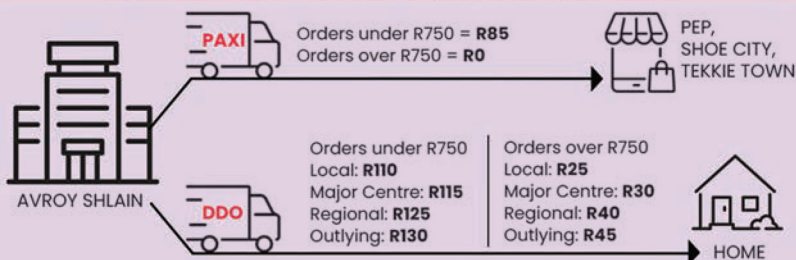 PAXI
Orders under R750 = R85
Orders over R750 = R0
PEP,
SHOE CITY,
TEKKIE TOWN
AVROY SHLAIN
DDO
Orders under R750
Local: R110
Major Centre: R115
Regional: R125
Outlying: R130
Orders over R750
Local: R25
Major Centre: R30
Regional: R40
Outlying: R45
HOME